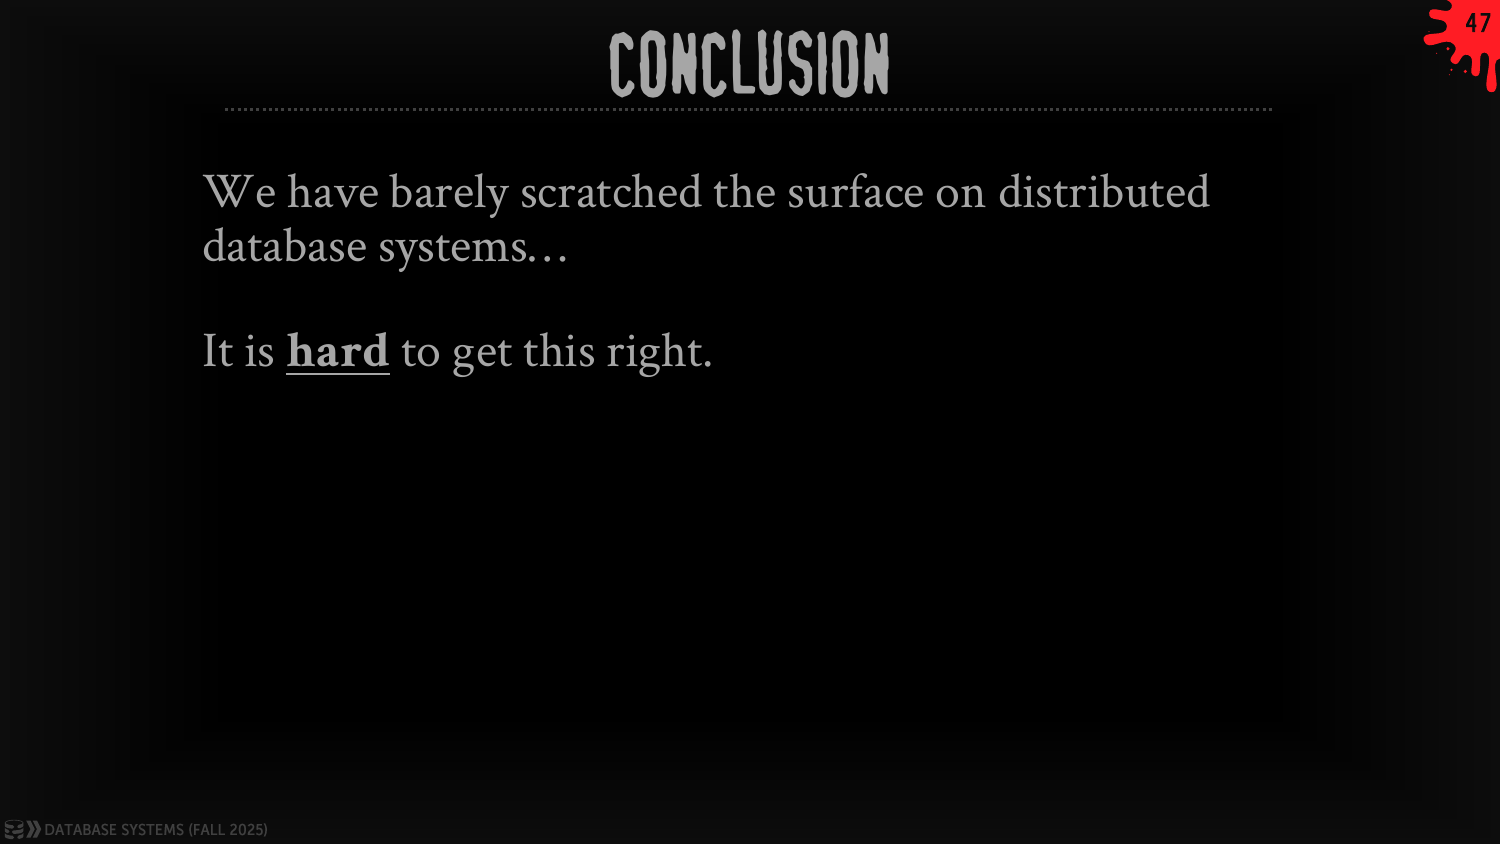 47
CONCLUSION
We have barely scratched the surface on distributed
database systems…
It is hard to get this right.
DATABASE SYSTEMS (FALL 2025)